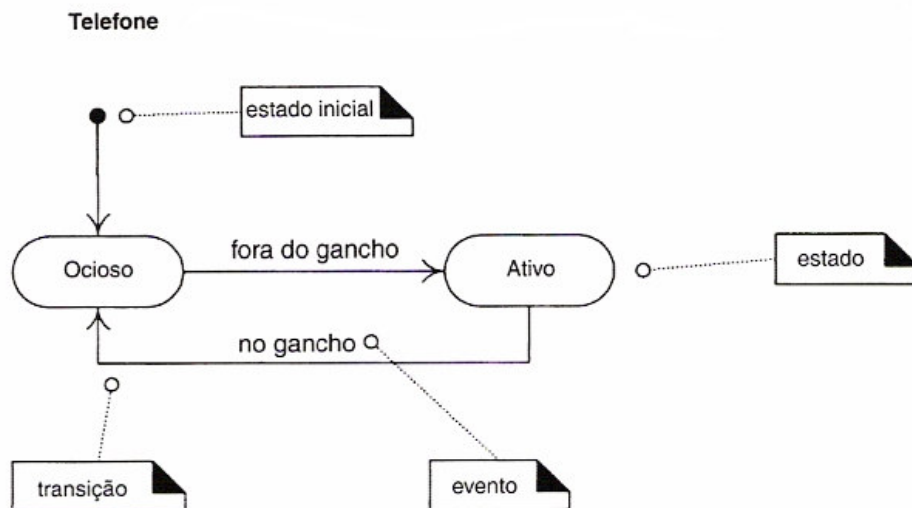 Telefone
estado inicial
fora do gancho
Ocioso
Ativo
estado
no gancho
transição
evento